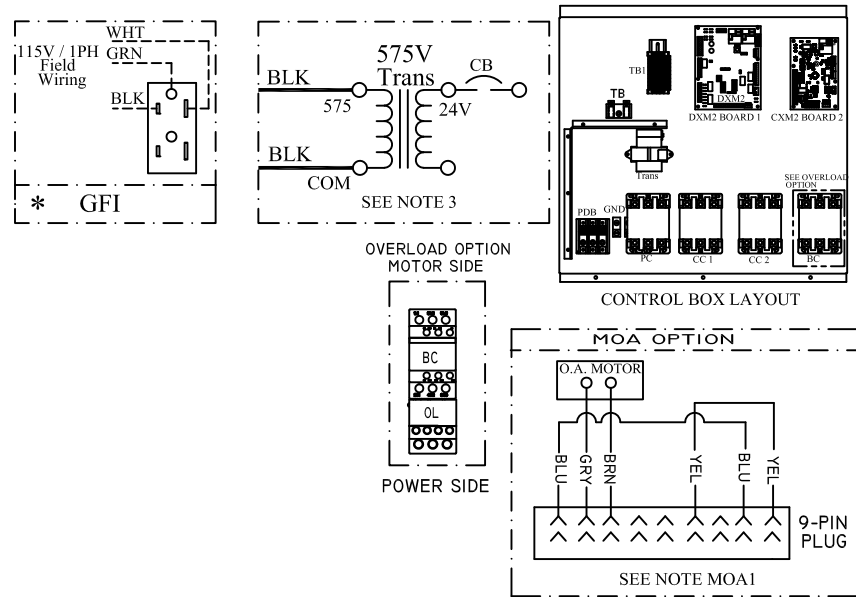 WHT
115V / 1PH
Field
Wiring
GRN
BLK
* GFI
575V
Trans
BLK
575
CB
24V
BLK
COM
SEE NOTE 3
TB1
TB
DXM2
DXM2 BOARD 1
CXM2 BOARD 2
Trans
SEE OVERLOAD
OPTION
PDB
GND
PC
CC 1
CC 2
BC
CONTROL BOX LAYOUT
OVERLOAD OPTION
MOTOR SIDE
BC
OL
POWER SIDE
MOA OPTION
O.A. MOTOR
BLU
GRY
BRN
YEL
BLU
YEL
9-PIN
PLUG
SEE NOTE MOA1